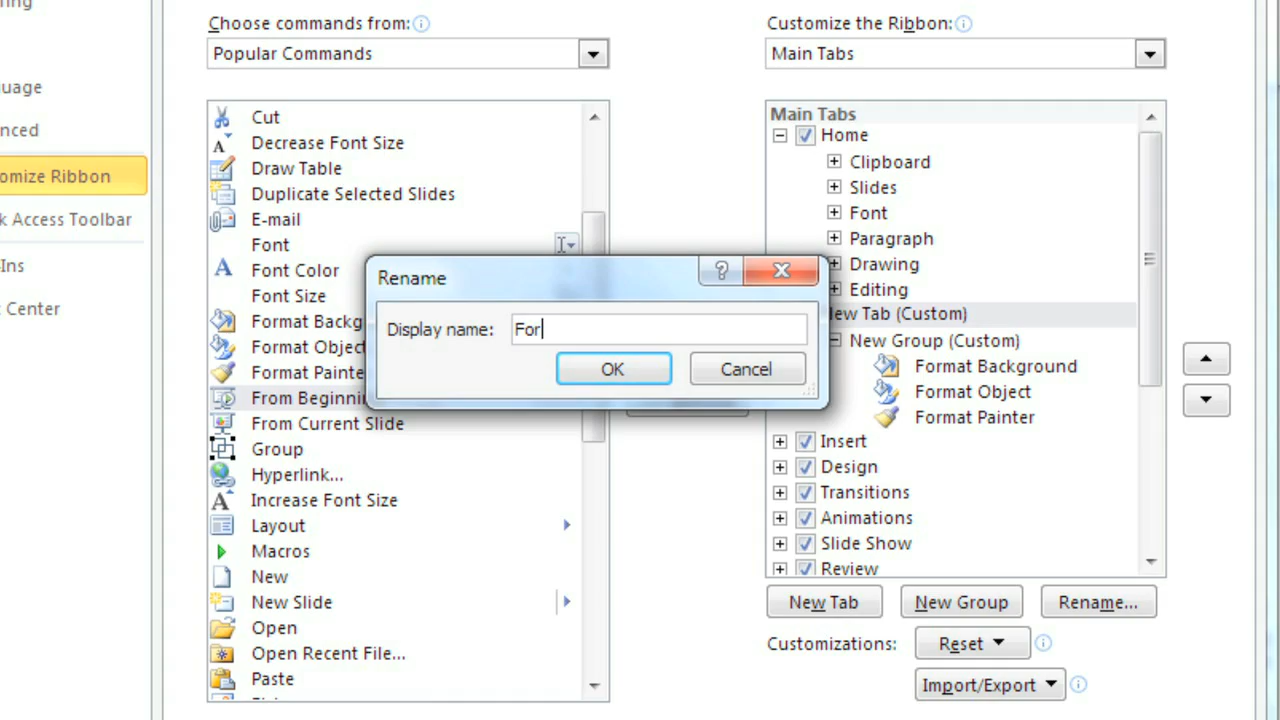 Choose commands from:
Popular Commands
Cut
Decrease Font Size
Draw Table
Duplicate Selected Slides
E-mail
Font
Font Color
Font Size
Format Backg
Format Object
Format Painte
From Beginni
From Current Slide
Group
Hyperlink...
Increase Font Size
Layout
Macros
New
New Slide
Open
Open Recent File...
Paste
uage
nced
omize Ribbon
k Access Toolbar
-Ins
Center
Rename
Display name: For
OK Cancel
Customize the Ribbon:
Main Tabs
Main Tabs
Home
Clipboard
Slides
Font
Paragraph
Drawing
Editing
New Tab (Custom)
New Group (Custom)
Format Background
Format Object
Format Painter
Insert
Design
Transitions
Animations
Slide Show
Review
New Tab New Group Rename...
Customizations: Reset
Import/Export